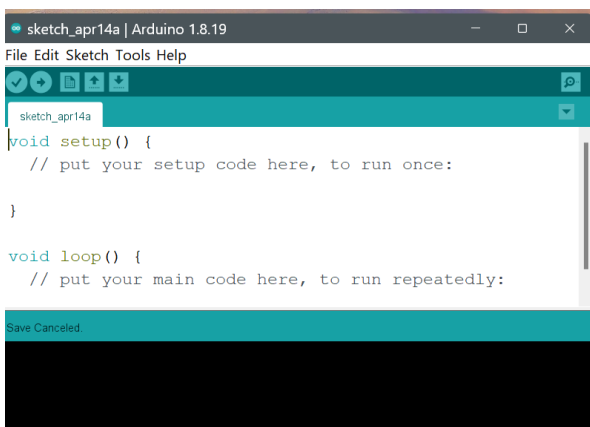 sketch_apr14a | Arduino 1.8.19
File Edit Sketch Tools Help
sketch_apr14a
void setup() {
  // put your setup code here, to run once:
}
void loop() {
  // put your main code here, to run repeatedly:
Save Canceled.